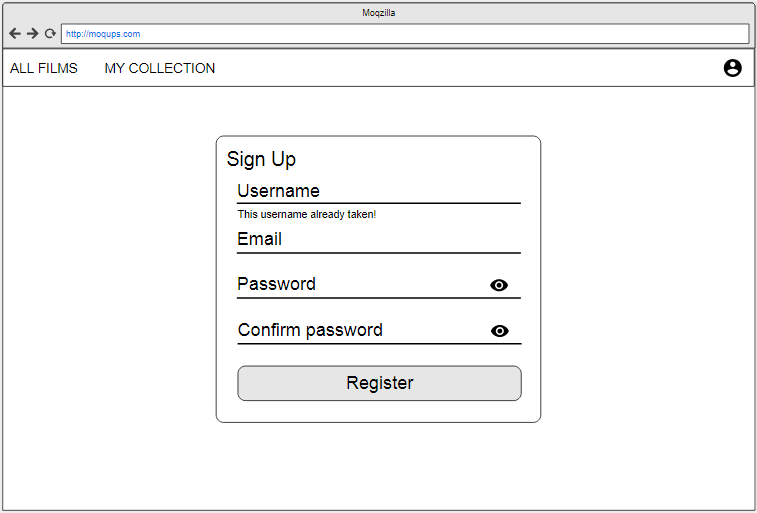 Moqzilla
http://moqups.com
ALL FILMS MY COLLECTION
Sign Up
Username
This username already taken!
Email
Password
Confirm password
Register